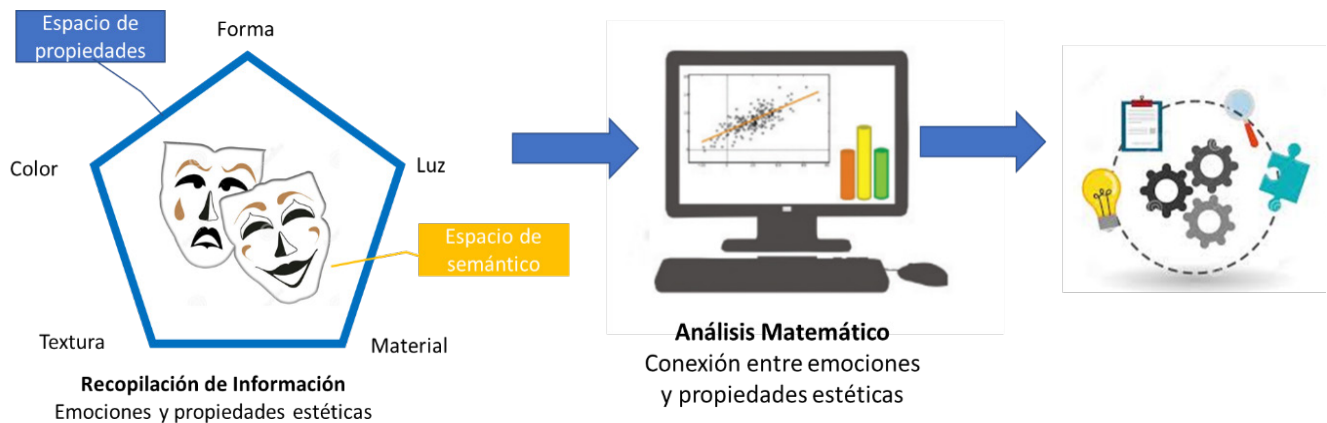 Espacio de
propiedades
Forma
Color
Luz
Espacio de
semántico
Textura
Material
Recopilación de Información
Emociones y propiedades estéticas
Análisis Matemático
Conexión entre emociones
y propiedades estéticas